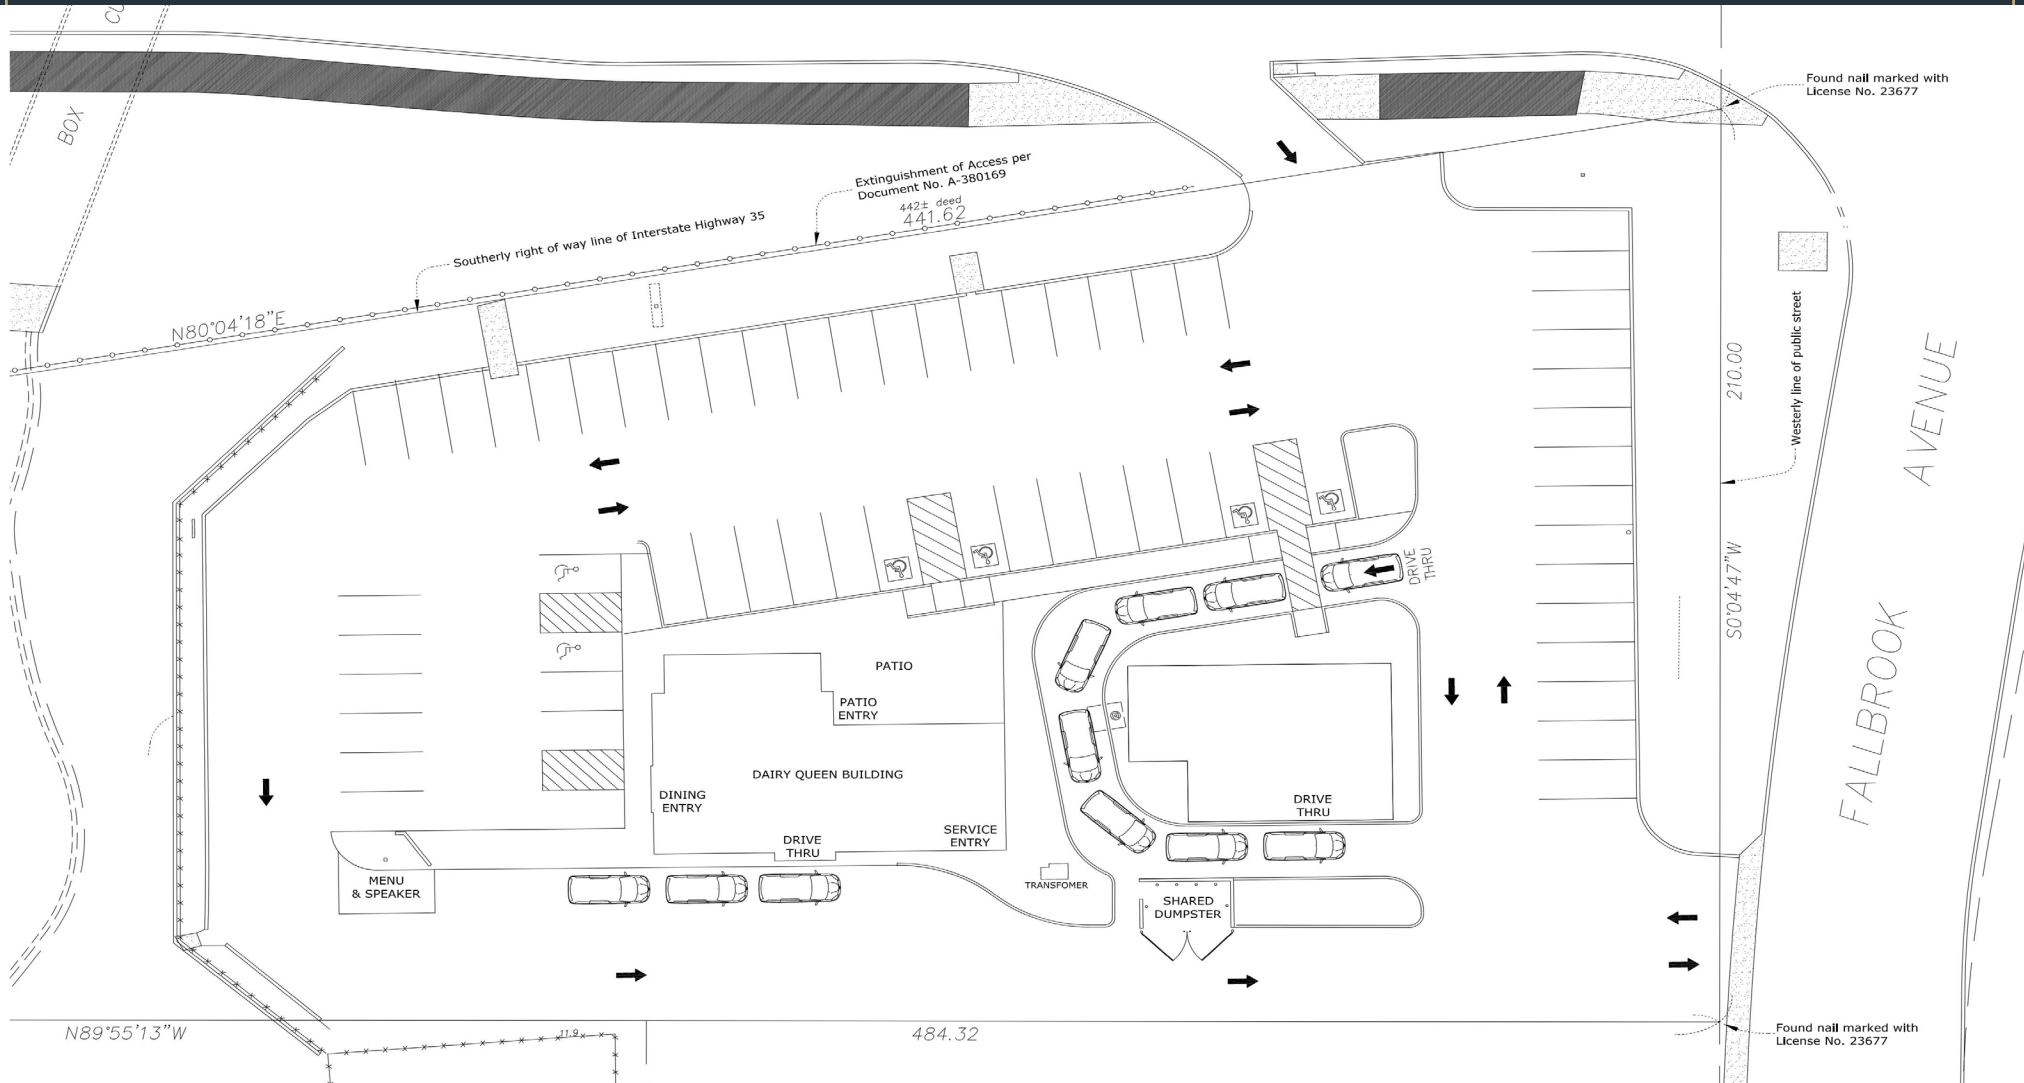 BOX
Found nail marked with
License No. 23677
Extinguishment of Access per
Document No. A-380169
442± deed
441.62
Southerly right of way line of Interstate Highway 35
N80°04'18"E
Westerly line of public street
210.00
S0°04'47"W
FALLBROOK AVENUE
DRIVE
THRU
PATIO
PATIO
ENTRY
DAIRY QUEEN BUILDING
DINING
ENTRY
DRIVE
THRU
SERVICE
ENTRY
DRIVE
THRU
MENU
& SPEAKER
TRANSFOMER
SHARED
DUMPSTER
N89°55'13"W
11.9
484.32
Found nail marked with
License No. 23677